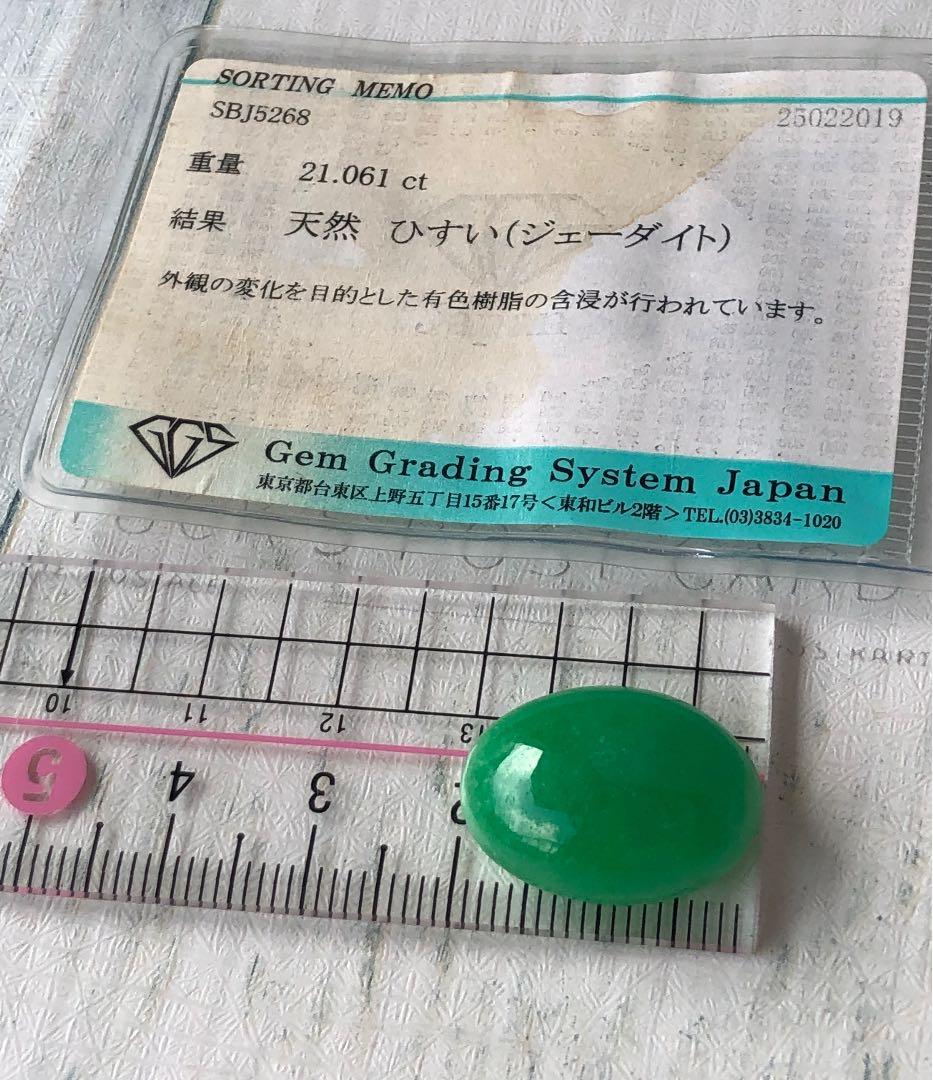 SORTING MEMO
SBJ5268
25022019
重量 21.061 ct
結果 天然 ひすい(ジェーダイト)
外観の変化を目的とした有色樹脂の含浸が行われています。
GGS
Gem Grading System Japan
東京都台東区上野五丁目15番17号<東和ビル2階>TEL.(03)3834-1020
10 11 12 13
5 4 3 2